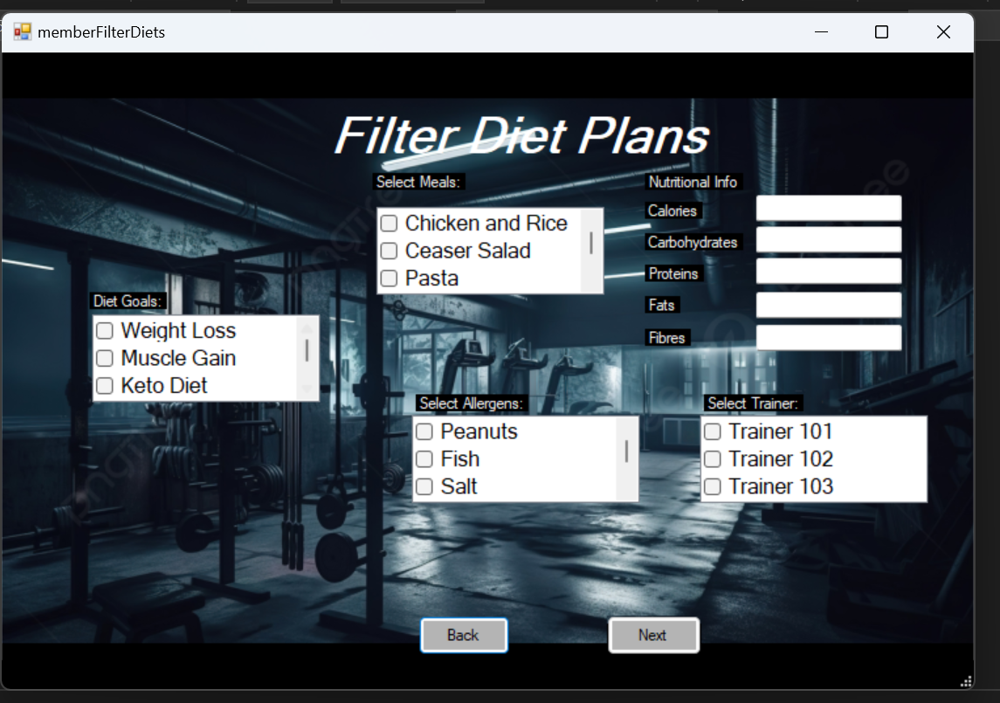 memberFilterDiets
Filter Diet Plans
Select Meals:
Chicken and Rice
Ceaser Salad
Pasta
Nutritional Info
Calories
Carbohydrates
Proteins
Fats
Fibres
Diet Goals:
Weight Loss
Muscle Gain
Keto Diet
Select Allergens:
Peanuts
Fish
Salt
Select Trainer:
Trainer 101
Trainer 102
Trainer 103
Back
Next